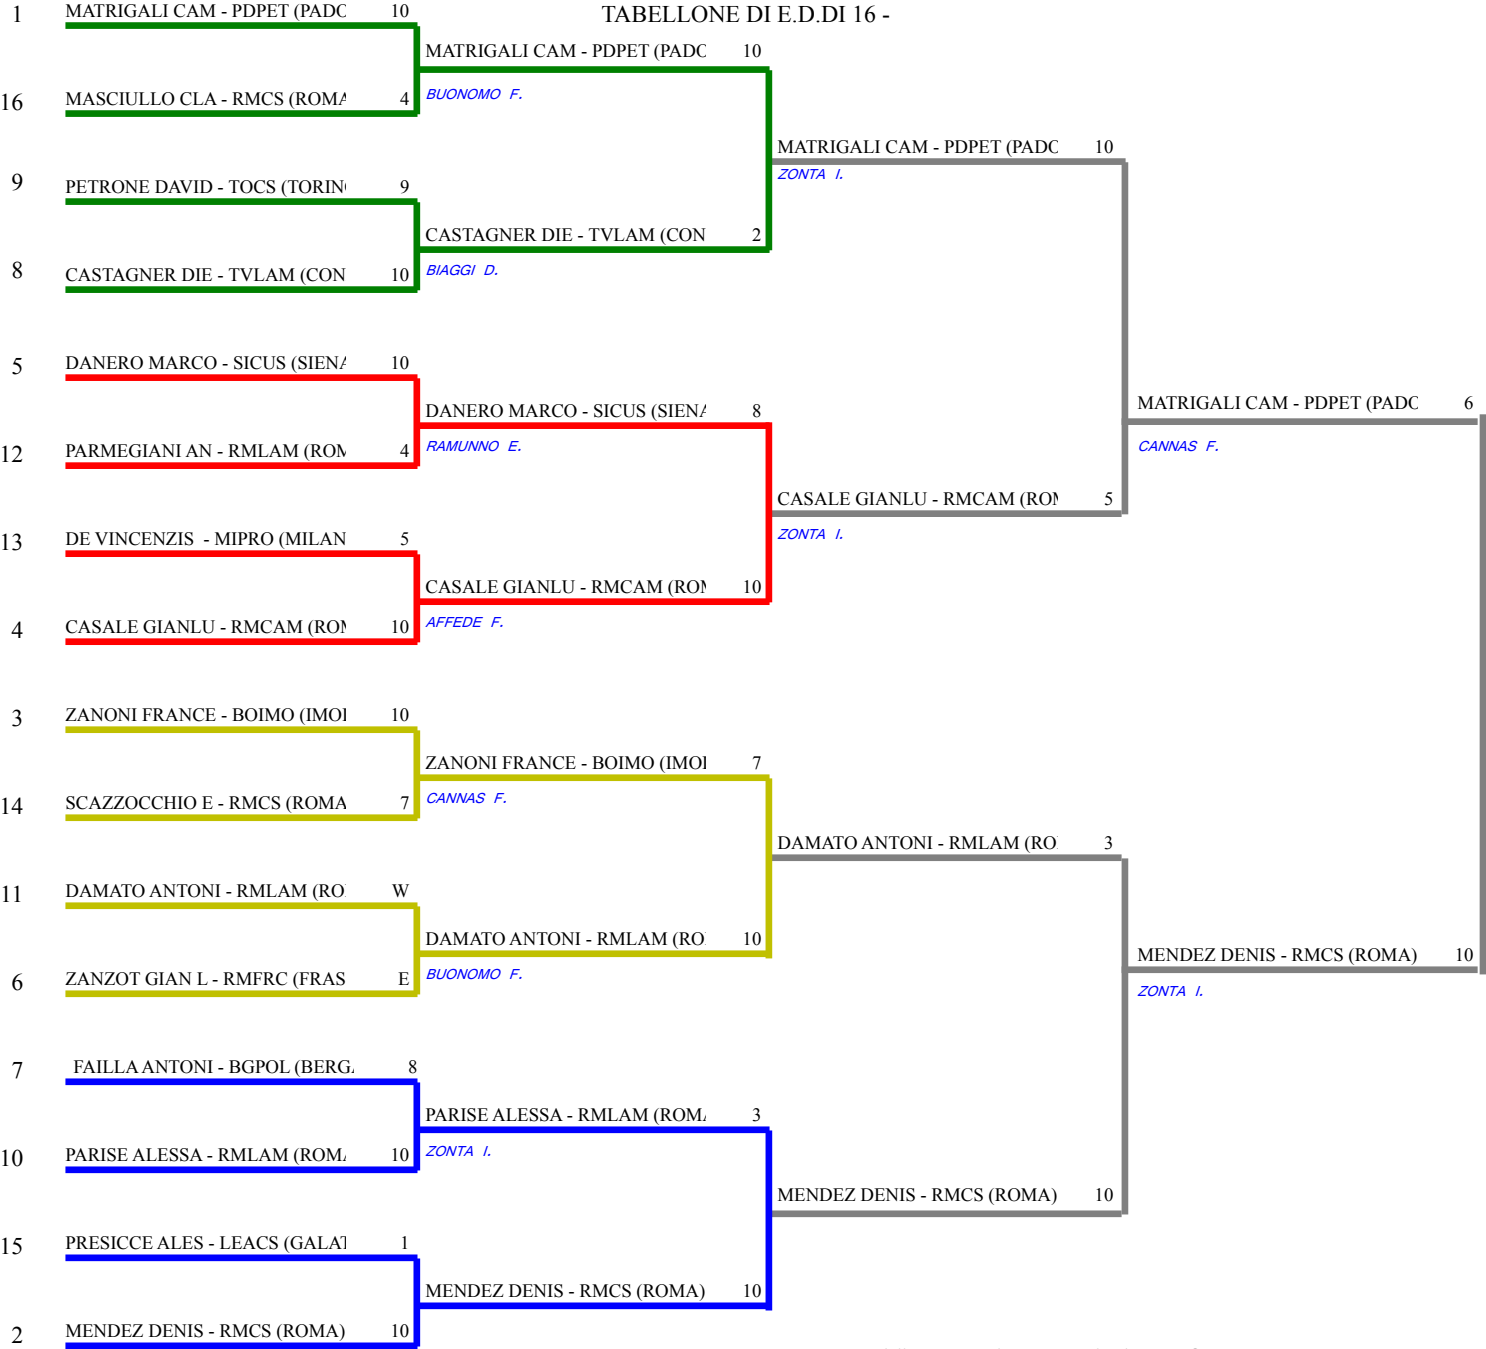 TABELLONE DI E.D.DI 16 -
1 MATRIGALI CAM - PDPET (PADO 10
16 MASCIULLO CLA - RMCS (ROMA 4
9 PETRONE DAVID - TOCS (TORIN 9
8 CASTAGNER DIE - TVLAM (CON 10
5 DANERO MARCO - SICUS (SIENA 10
12 PARMEGIANI AN - RMLAM (ROM 4
13 DE VINCENZIS - MIPRO (MILAN 5
4 CASALE GIANLU - RMCAM (ROM 10
3 ZANONI FRANCE - BOIMO (IMOL 10
14 SCAZZOCCHIO E - RMCS (ROMA 7
11 DAMATO ANTONI - RMLAM (RO W
6 ZANZOT GIAN L - RMFRC (FRAS E
7 FAILLA ANTONI - BGPOL (BERGA 8
10 PARISE ALESSA - RMLAM (ROMA 10
15 PRESICCE ALES - LEACS (GALAT 1
2 MENDEZ DENIS - RMCS (ROMA) 10
MATRIGALI CAM - PDPET (PADO 10
BUONOMO F.
CASTAGNER DIE - TVLAM (CON 2
BIAGGI D.
DANERO MARCO - SICUS (SIENA 8
RAMUNNO E.
CASALE GIANLU - RMCAM (ROM 10
AFFEDE F.
ZANONI FRANCE - BOIMO (IMOL 7
CANNAS F.
DAMATO ANTONI - RMLAM (RO 10
BUONOMO F.
PARISE ALESSA - RMLAM (ROMA 3
ZONTA I.
MENDEZ DENIS - RMCS (ROMA) 10
MATRIGALI CAM - PDPET (PADO 10
ZONTA I.
CASALE GIANLU - RMCAM (ROM 5
ZONTA I.
DAMATO ANTONI - RMLAM (RO 3
MENDEZ DENIS - RMCS (ROMA) 10
MATRIGALI CAM - PDPET (PADO 6
CANNAS F.
MENDEZ DENIS - RMCS (ROMA) 10
ZONTA I.